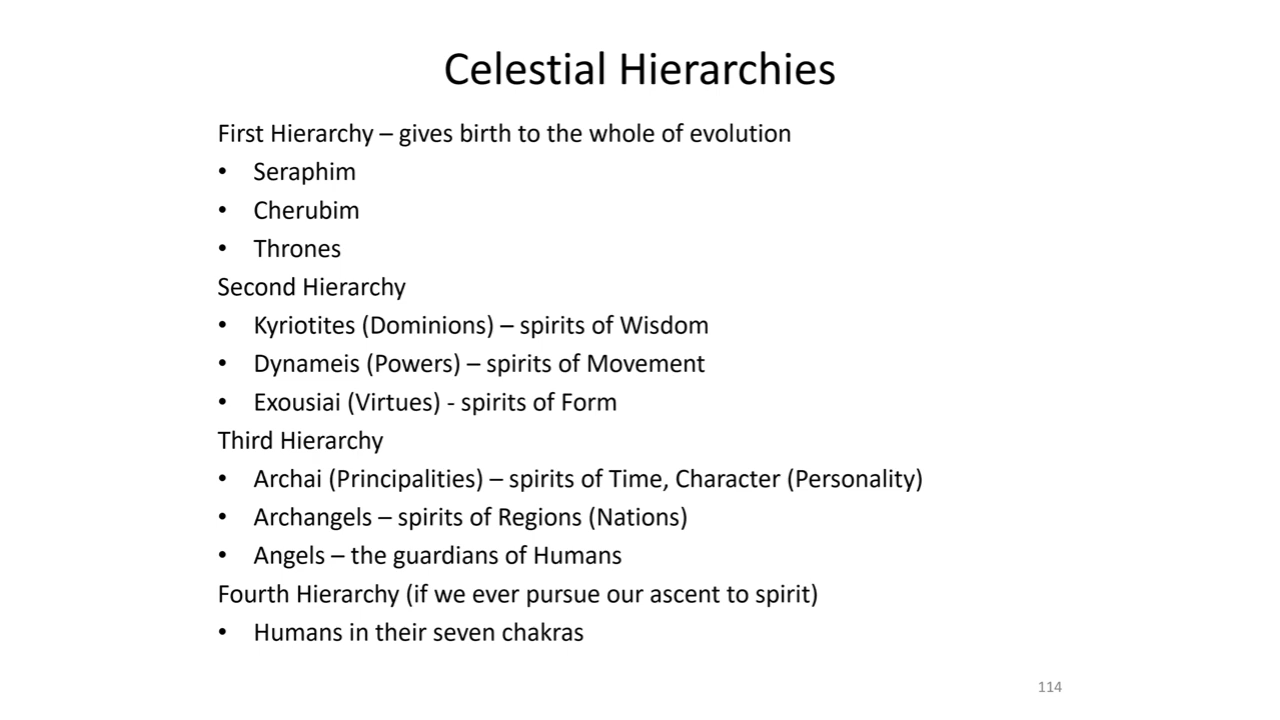 Celestial Hierarchies
First Hierarchy – gives birth to the whole of evolution
• Seraphim
• Cherubim
• Thrones
Second Hierarchy
• Kyriotites (Dominions) – spirits of Wisdom
• Dynameis (Powers) – spirits of Movement
• Exousiai (Virtues) - spirits of Form
Third Hierarchy
• Archai (Principalities) – spirits of Time, Character (Personality)
• Archangels – spirits of Regions (Nations)
• Angels – the guardians of Humans
Fourth Hierarchy (if we ever pursue our ascent to spirit)
• Humans in their seven chakras
114